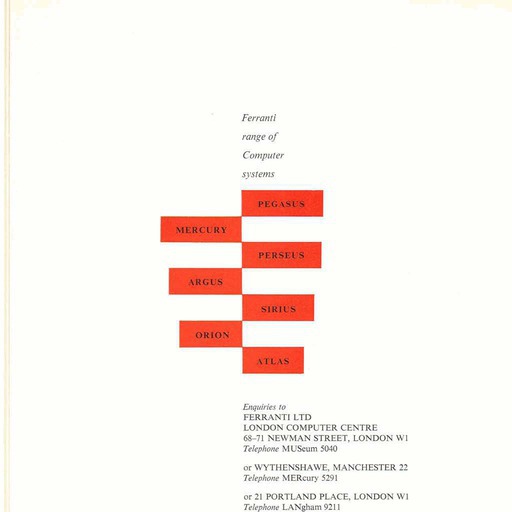 Ferranti
range of
Computer
systems
PEGASUS
MERCURY
PERSEUS
ARGUS
SIRIUS
ORION
ATLAS
Enquiries to
FERRANTI LTD
LONDON COMPUTER CENTRE
68–71 NEWMAN STREET, LONDON W1
Telephone MUSeum 5040
or WYTHENSHAWE, MANCHESTER 22
Telephone MERcury 5291
or 21 PORTLAND PLACE, LONDON W1
Telephone LANgham 9211